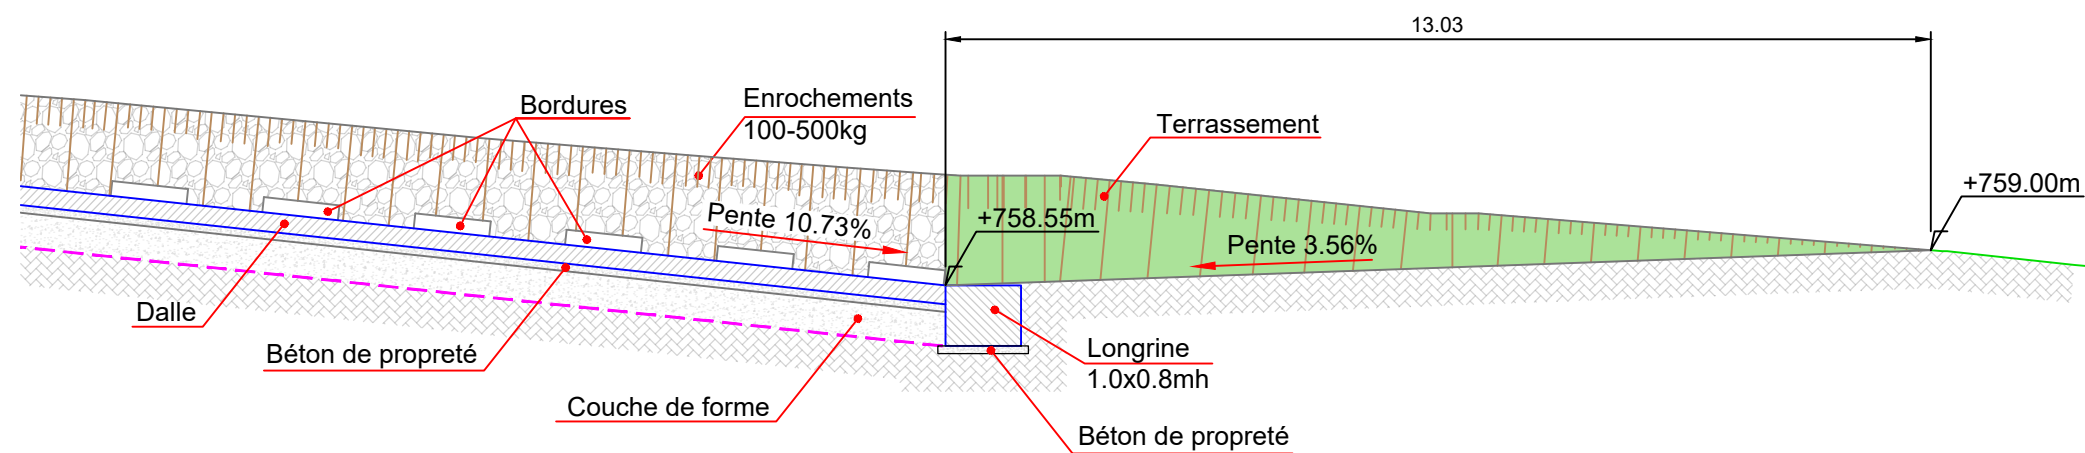 13.03
Bordures
Enrochements
100-500kg
Terrassement
+759.00m
Pente 10.73%
+758.55m
Pente 3.56%
Dalle
Béton de propreté
Longrine
1.0x0.8mh
Couche de forme
Béton de propreté